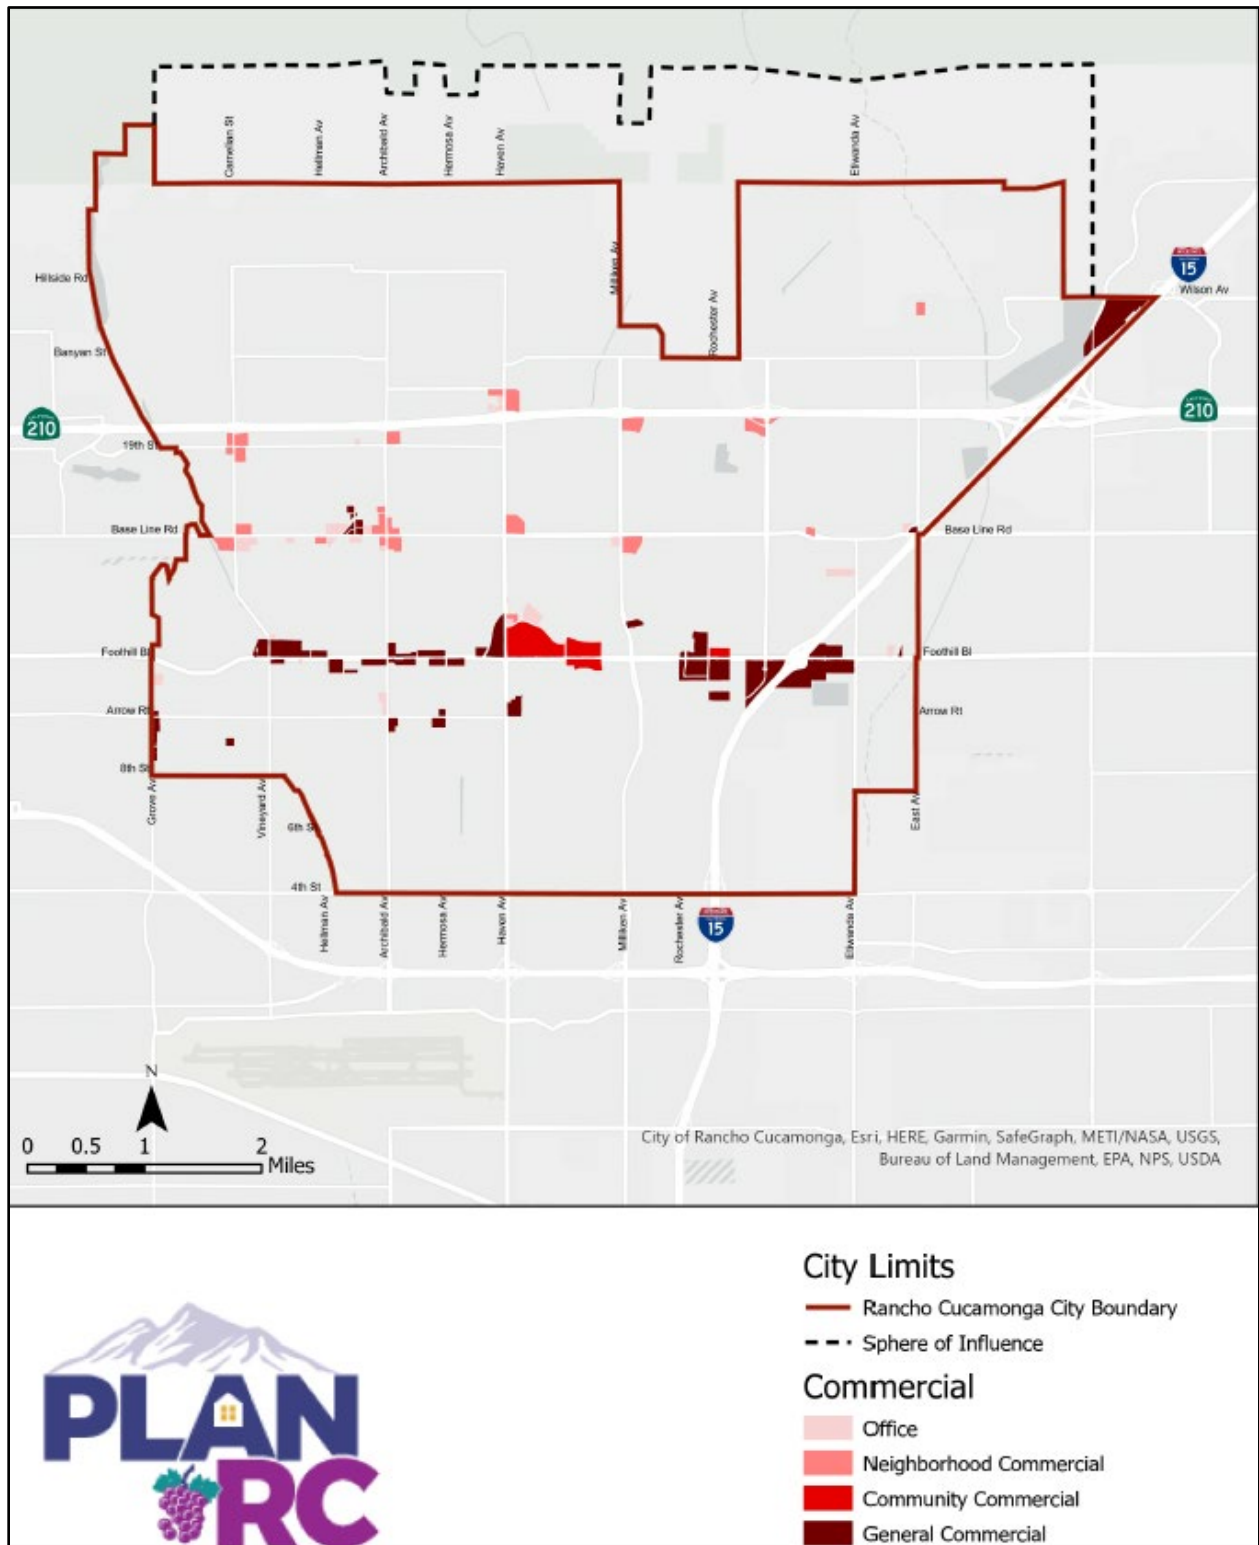 Carnelian St
Hellman Av
Archibald Av
Hermosa Av
Haven Av
Etiwanda Av
Hillside Rd
Milliken Av
15
Wilson Av
Rochester Av
Banyan St
210
210
19th St
Base Line Rd
Base Line Rd
Foothill Bl
Foothill Bl
Arrow Rt
Arrow Rt
8th St
Grove Av
Vineyard Av
East Av
6th St
4th St
Hellman Av
Archibald Av
Hermosa Av
Haven Av
Milliken Av
Rochester Av
15
Etiwanda Av
N
0 0.5 1 2
Miles
City of Rancho Cucamonga, Esri, HERE, Garmin, SafeGraph, METI/NASA, USGS,
Bureau of Land Management, EPA, NPS, USDA
City Limits
Rancho Cucamonga City Boundary
Sphere of Influence
Commercial
Office
Neighborhood Commercial
Community Commercial
General Commercial
PLAN
RC